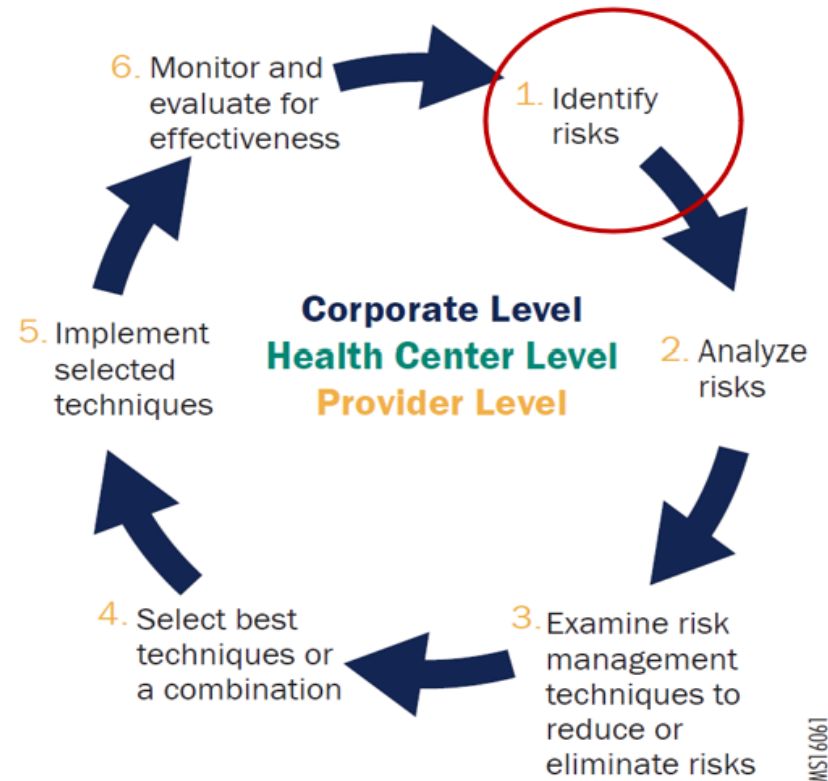 1. Identify
risks
2. Analyze
risks
3. Examine risk
management
techniques to
reduce or
eliminate risks
4. Select best
techniques or
a combination
5. Implement
selected
techniques
6. Monitor and
evaluate for
effectiveness
Corporate Level
Health Center Level
Provider Level
MS19061